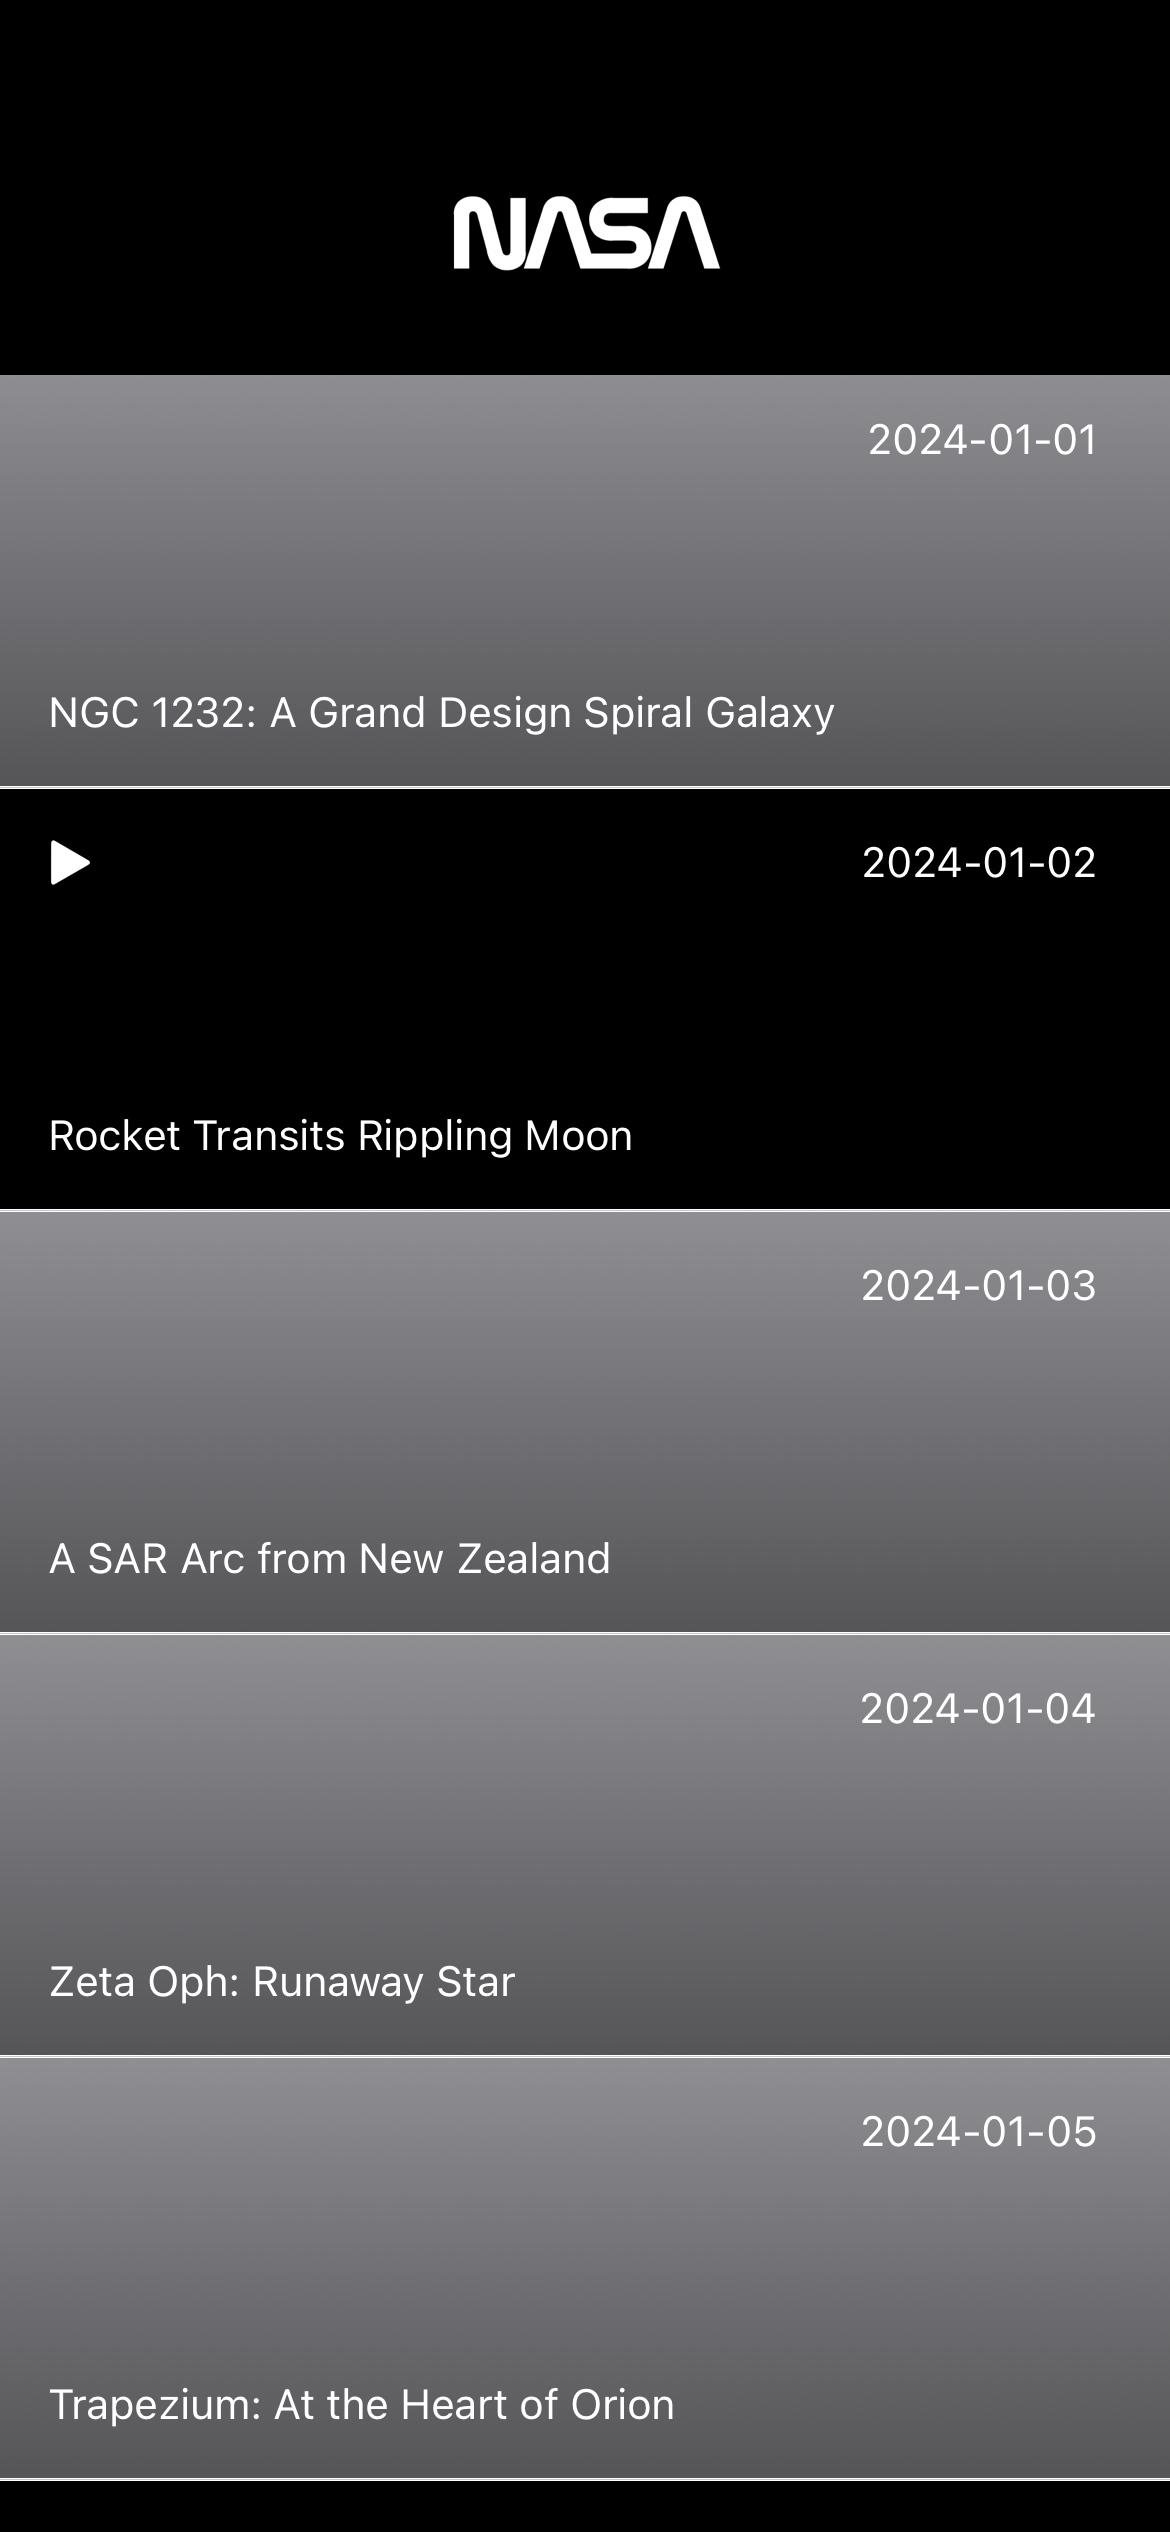 NASA
2024-01-01
NGC 1232: A Grand Design Spiral Galaxy
2024-01-02
Rocket Transits Rippling Moon
2024-01-03
A SAR Arc from New Zealand
2024-01-04
Zeta Oph: Runaway Star
2024-01-05
Trapezium: At the Heart of Orion